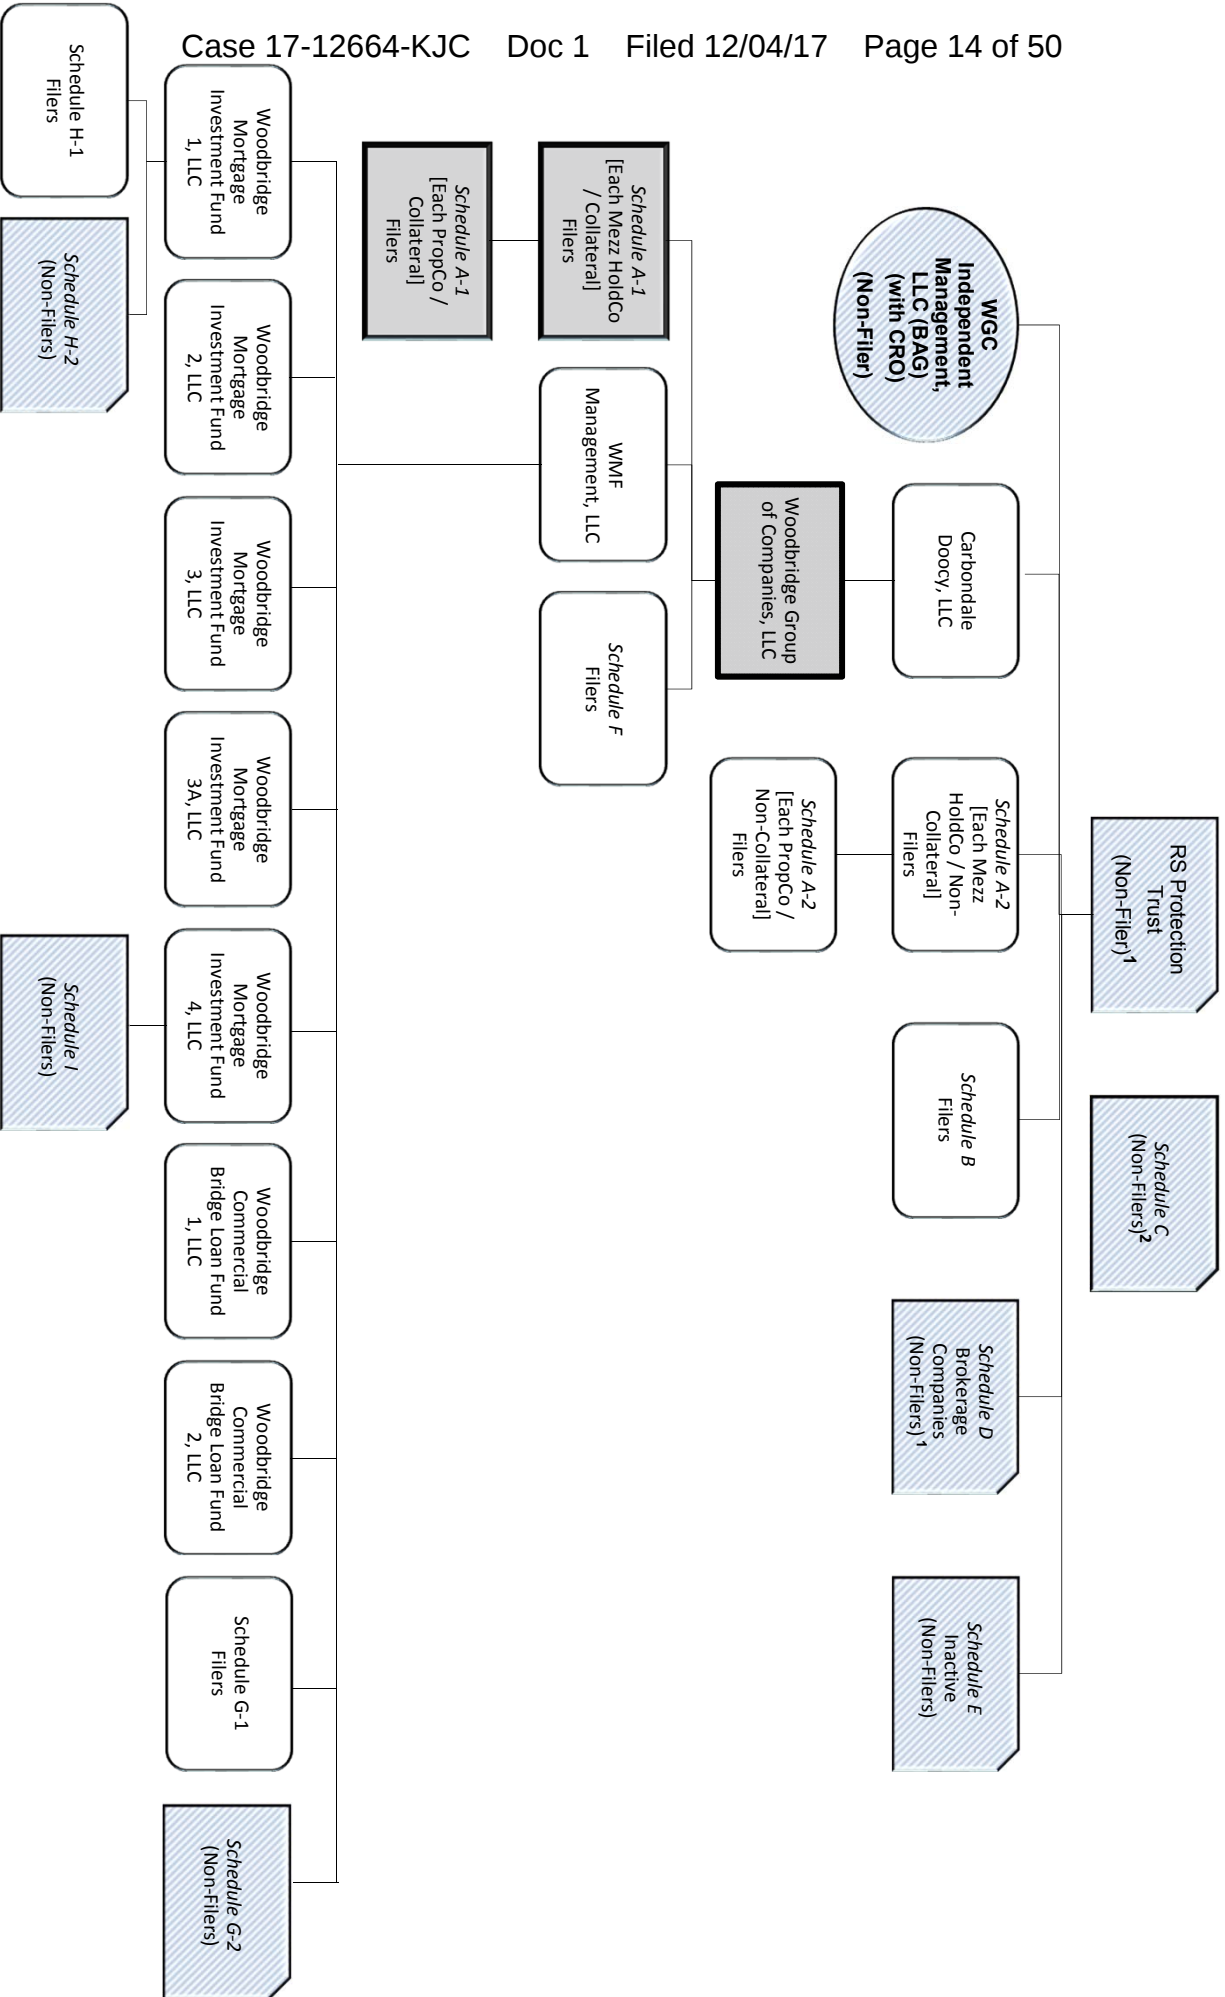 Case 17-12664-KJC Doc 1 Filed 12/04/17 Page 14 of 50
RS Protection
Trust
(Non-Filer)1
Schedule C
(Non-Filers)2
WGC
Independent
Management,
LLC (BAG)
(with CRO)
(Non-Filer)
Carbondale
Doocy, LLC
Schedule A-2
[Each Mezz
HoldCo / Non-
Collateral]
Filers
Schedule B
Filers
Schedule D
Brokerage
Companies
(Non-Filers) 1
Schedule E
Inactive
(Non-Filers)
Woodbridge Group
of Companies, LLC
Schedule A-2
[Each PropCo /
Non-Collateral]
Filers
Schedule A-1
[Each Mezz HoldCo
/ Collateral]
Filers
WMF
Management, LLC
Schedule F
Filers
Schedule A-1
[Each PropCo /
Collateral]
Filers
Woodbridge
Mortgage
Investment Fund
1, LLC
Woodbridge
Mortgage
Investment Fund
2, LLC
Woodbridge
Mortgage
Investment Fund
3, LLC
Woodbridge
Mortgage
Investment Fund
3A, LLC
Woodbridge
Mortgage
Investment Fund
4, LLC
Woodbridge
Commercial
Bridge Loan Fund
1, LLC
Woodbridge
Commercial
Bridge Loan Fund
2, LLC
Schedule G-1
Filers
Schedule G-2
(Non-Filers)
Schedule H-1
Filers
Schedule H-2
(Non-Filers)
Schedule I
(Non-Filers)